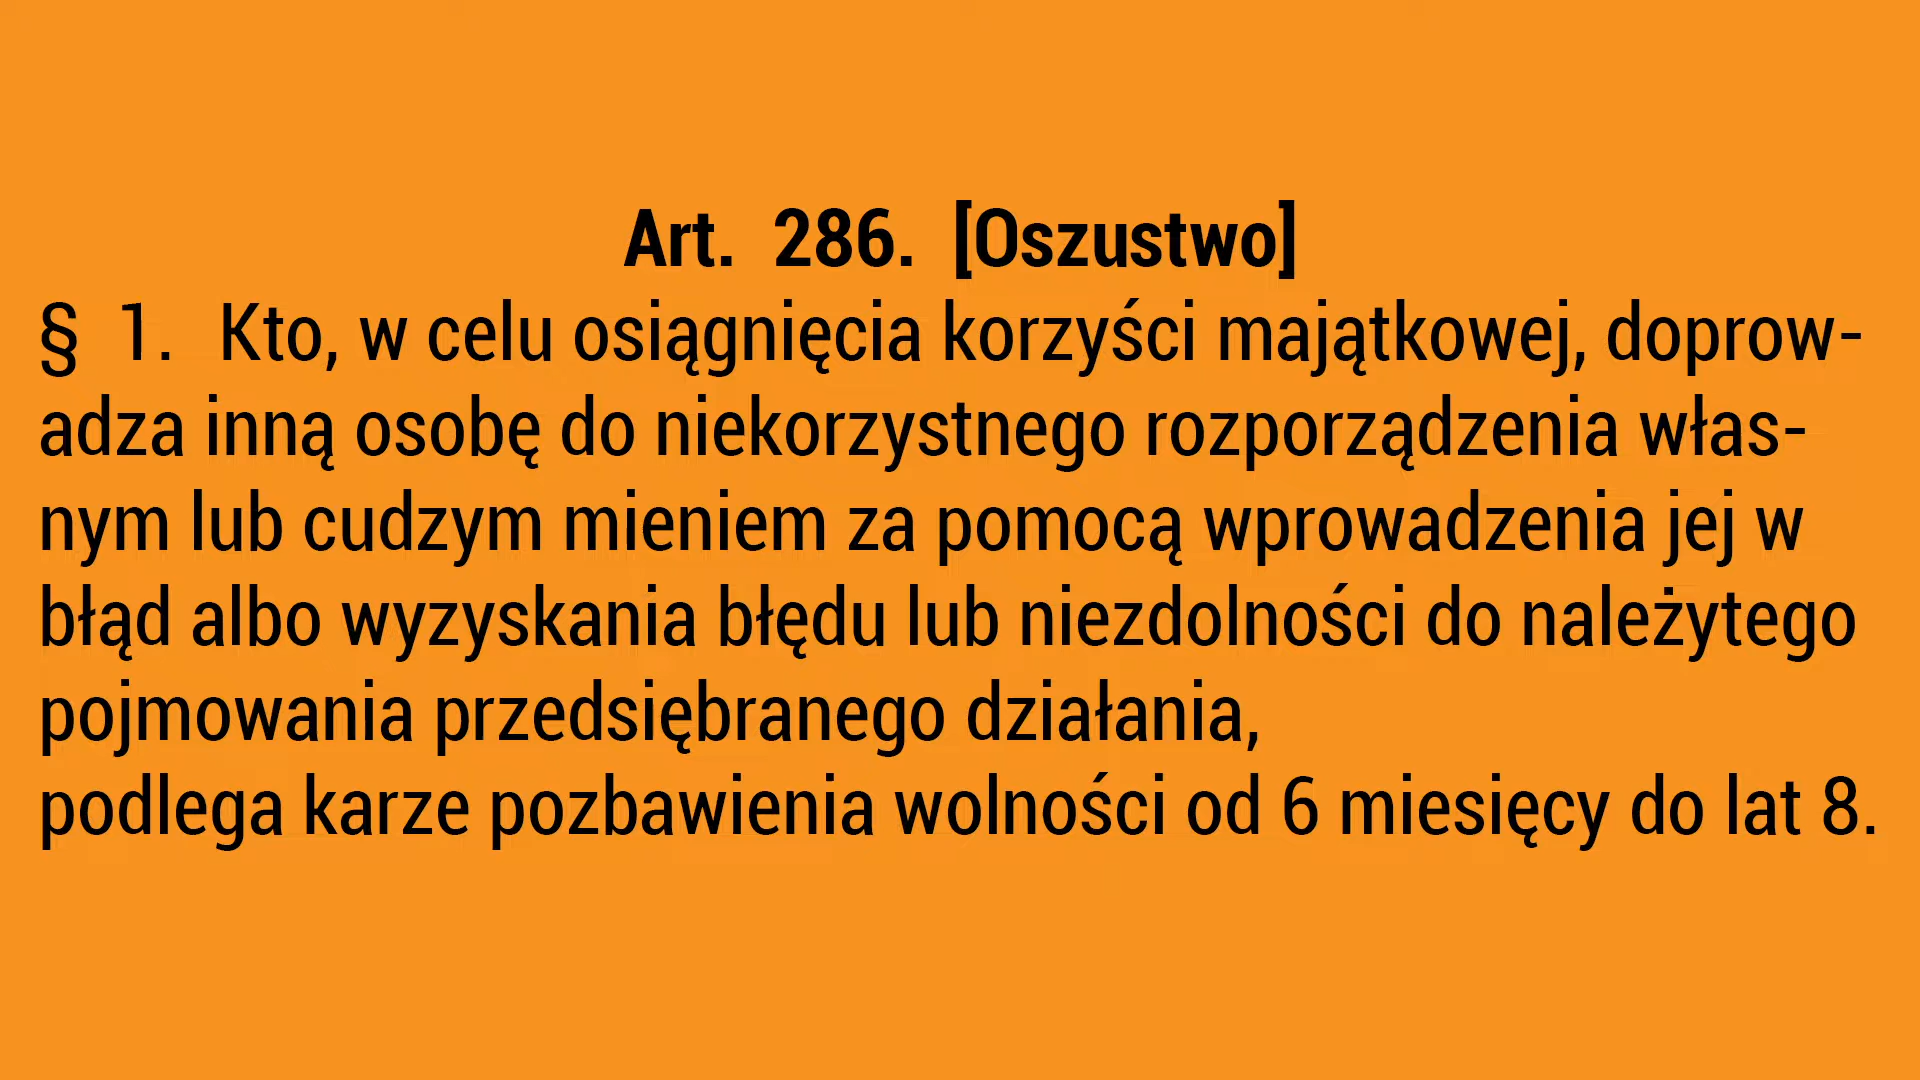 Art. 286. [Oszustwo]
§ 1. Kto, w celu osiągnięcia korzyści majątkowej, doprow-
adza inną osobę do niekorzystnego rozporządzenia włas-
nym lub cudzym mieniem za pomocą wprowadzenia jej w
błąd albo wyzyskania błędu lub niezdolności do należytego
pojmowania przedsiębranego działania,
podlega karze pozbawienia wolności od 6 miesięcy do lat 8.